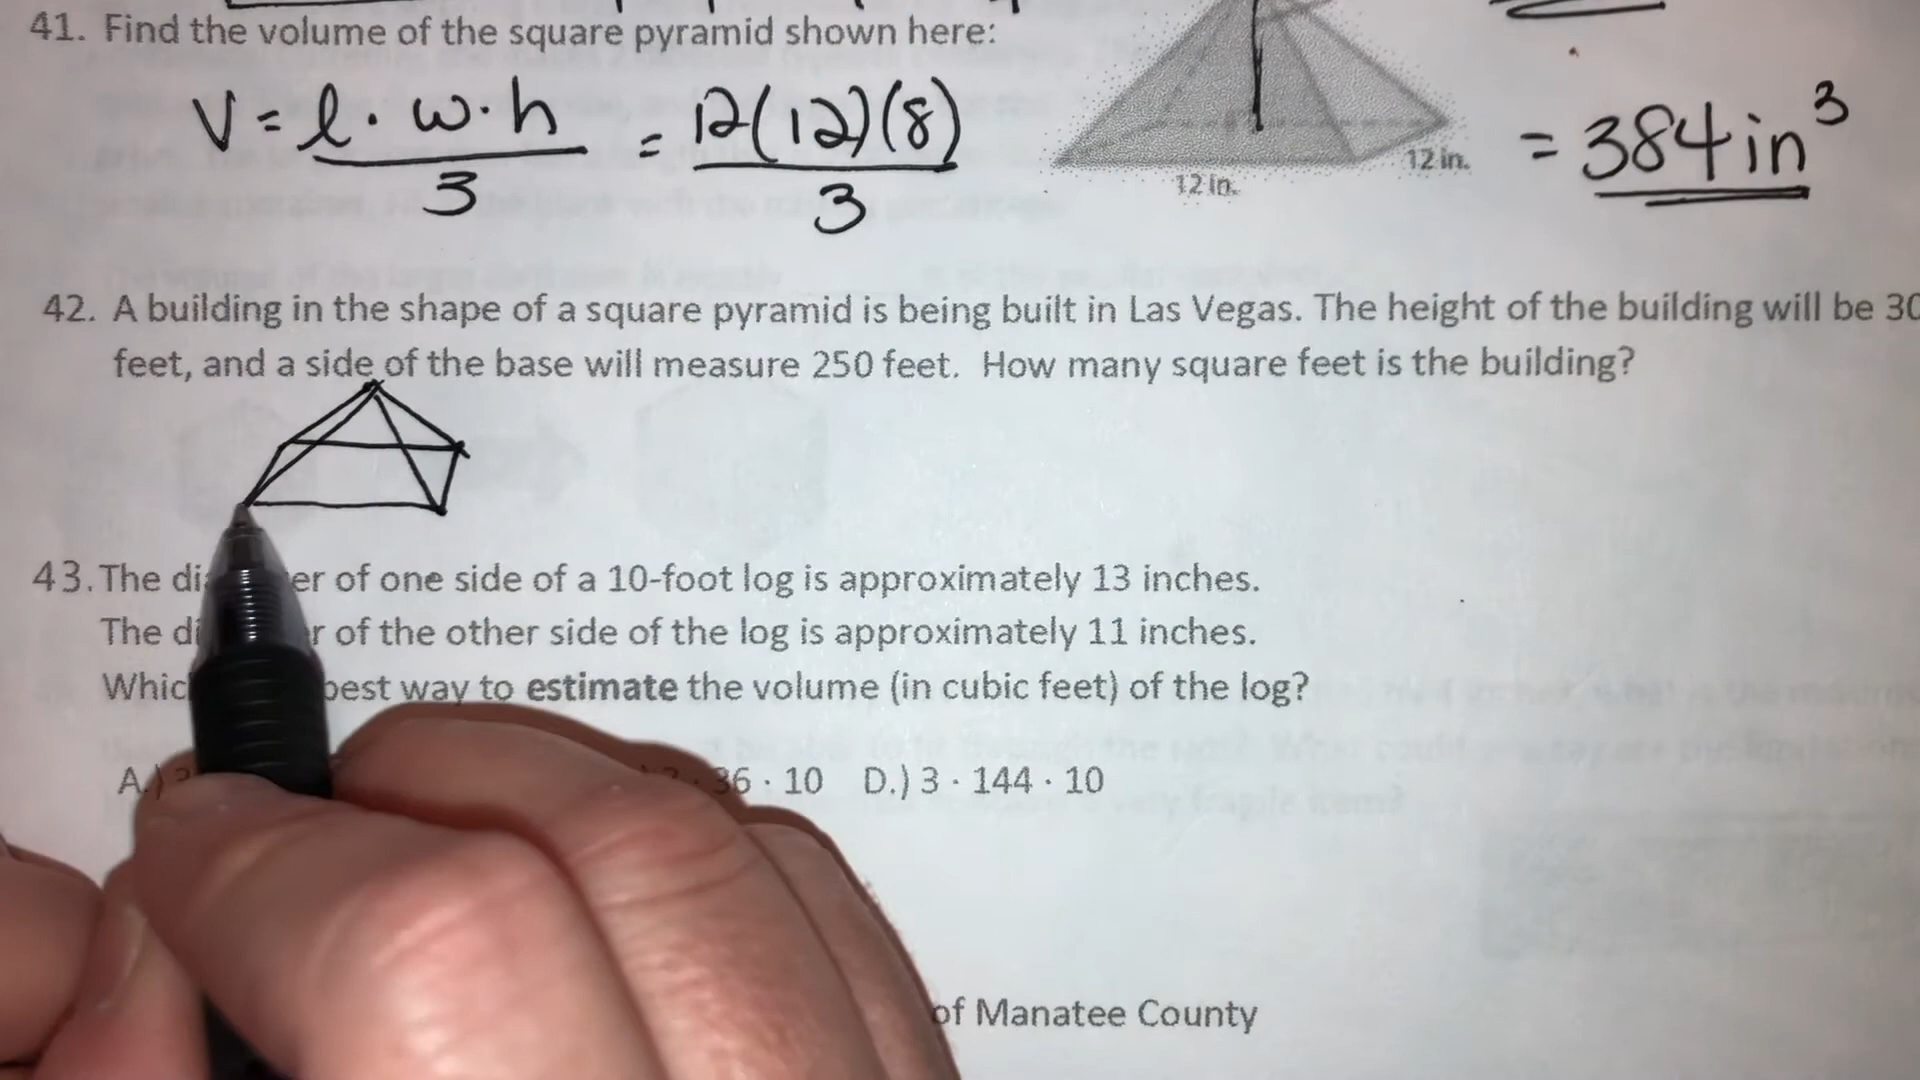 41. Find the volume of the square pyramid shown here:
V = l · w · h / 3 = 12(12)(8) / 3
12 in.
12 in.
= 384 in³
42. A building in the shape of a square pyramid is being built in Las Vegas. The height of the building will be
feet, and a side of the base will measure 250 feet. How many square feet is the building?
43. The er of one side of a 10-foot log is approximately 13 inches.
The r of the other side of the log is approximately 11 inches.
best way to estimate the volume (in cubic feet) of the log?
A.) 36 · 10 D.) 3 · 144 · 10
of Manatee County